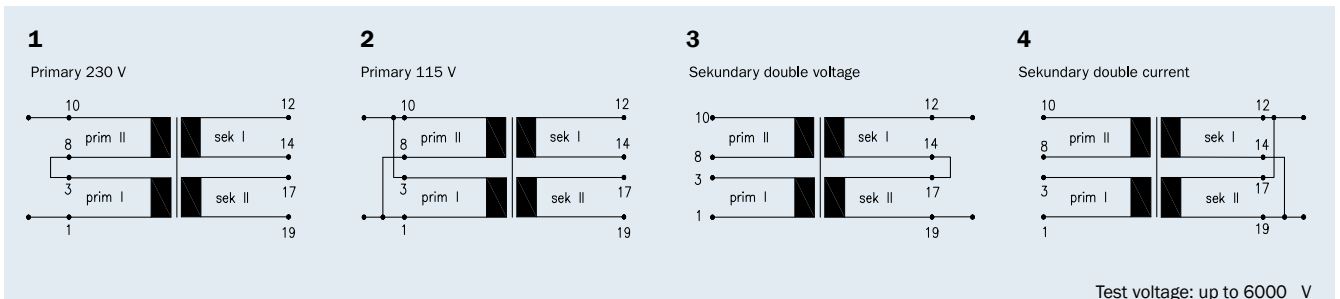 1
Primary 230 V
10
12
prim II
sek I
8
14
3
17
prim I
sek II
1
19
2
Primary 115 V
10
12
prim II
sek I
8
14
3
17
prim I
sek II
1
19
3
Sekundary double voltage
10
12
prim II
sek I
8
14
3
17
prim I
sek II
1
19
4
Sekundary double current
10
12
prim II
sek I
8
14
3
17
prim I
sek II
1
19
Test voltage: up to 6000 V